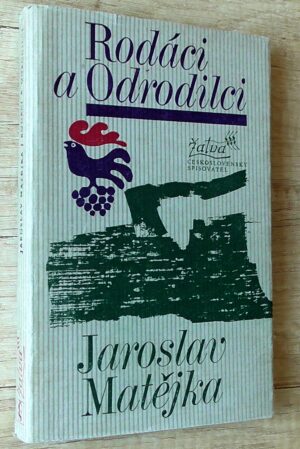 Rodáci
a Odrodilci
Žatva
ČESKOSLOVENSKÝ
SPISOVATEL
Jaroslav
Matějka